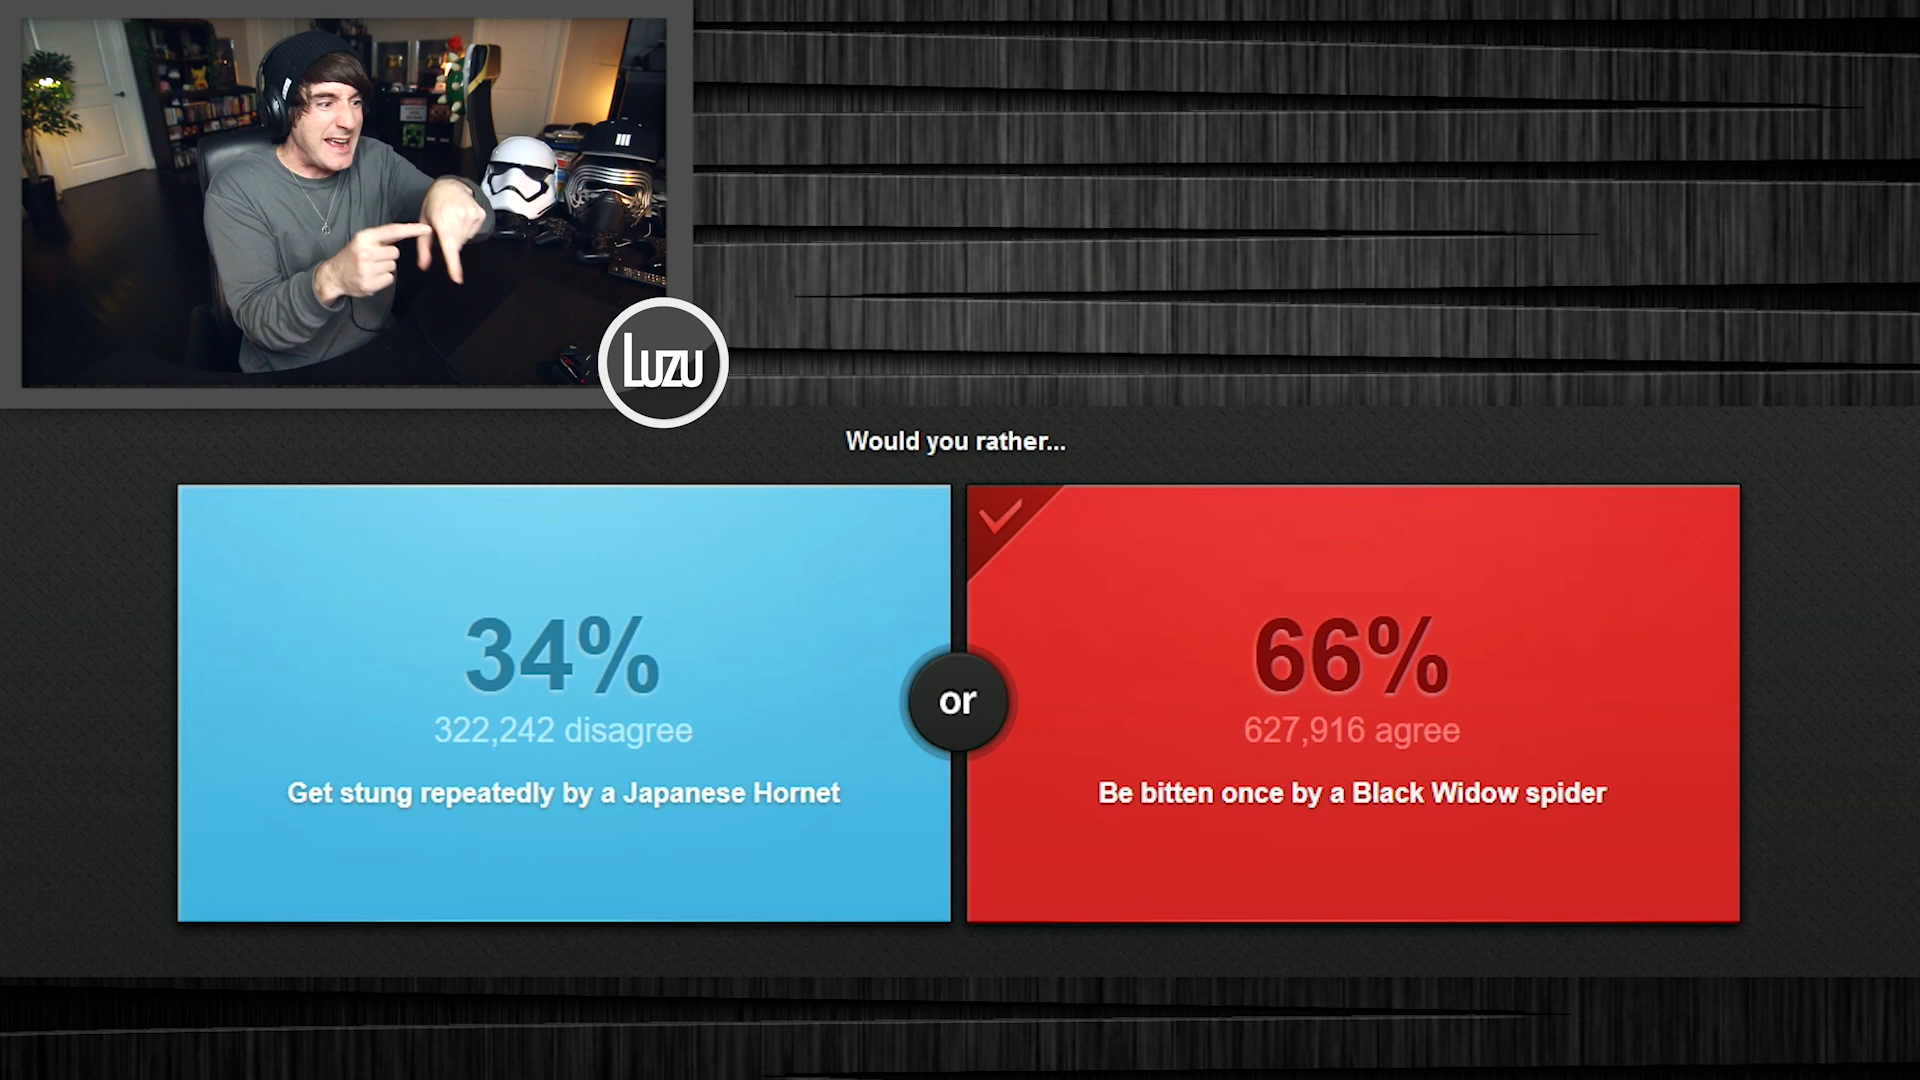 Luzu
Would you rather...
34%
322,242 disagree
Get stung repeatedly by a Japanese Hornet
or
66%
627,916 agree
Be bitten once by a Black Widow spider